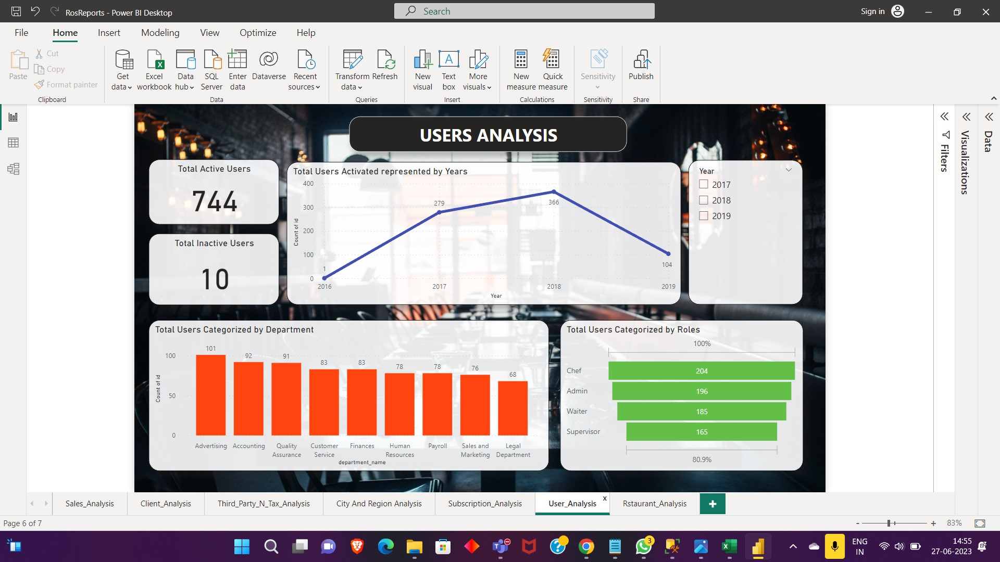 RosReports - Power BI Desktop
Search
Sign in
File Home Insert Modeling View Optimize Help
Paste
Cut
Copy
Format painter
Clipboard
Get data
Excel workbook
Data hub
SQL Server
Enter data
Dataverse
Recent sources
Data
Transform data
Refresh
Queries
New visual
Text box
More visuals
Insert
New measure
Quick measure
Calculations
Sensitivity
Sensitivity
Publish
Share
USERS ANALYSIS
Total Active Users
744
Total Inactive Users
10
Total Users Activated represented by Years
Count of id
400
300
200
100
0
1
279
366
104
2016 2017 2018 2019
Year
Year
2017
2018
2019
Filters
Visualizations
Data
Total Users Categorized by Department
Count of id
100
50
0
101 92 91 83 83 78 78 76 68
Advertising
Accounting
Quality Assurance
Customer Service
Finances
Human Resources
Payroll
Sales and Marketing
Legal Department
department_name
Total Users Categorized by Roles
100%
Chef 204
Admin 196
Waiter 185
Supervisor 165
80.9%
Sales_Analysis
Client_Analysis
Third_Party_N_Tax_Analysis
City And Region Analysis
Subscription_Analysis
User_Analysis x
Rstaurant_Analysis
+
Page 6 of 7
- + 83%
3
ENG
IN
14:55
27-06-2023